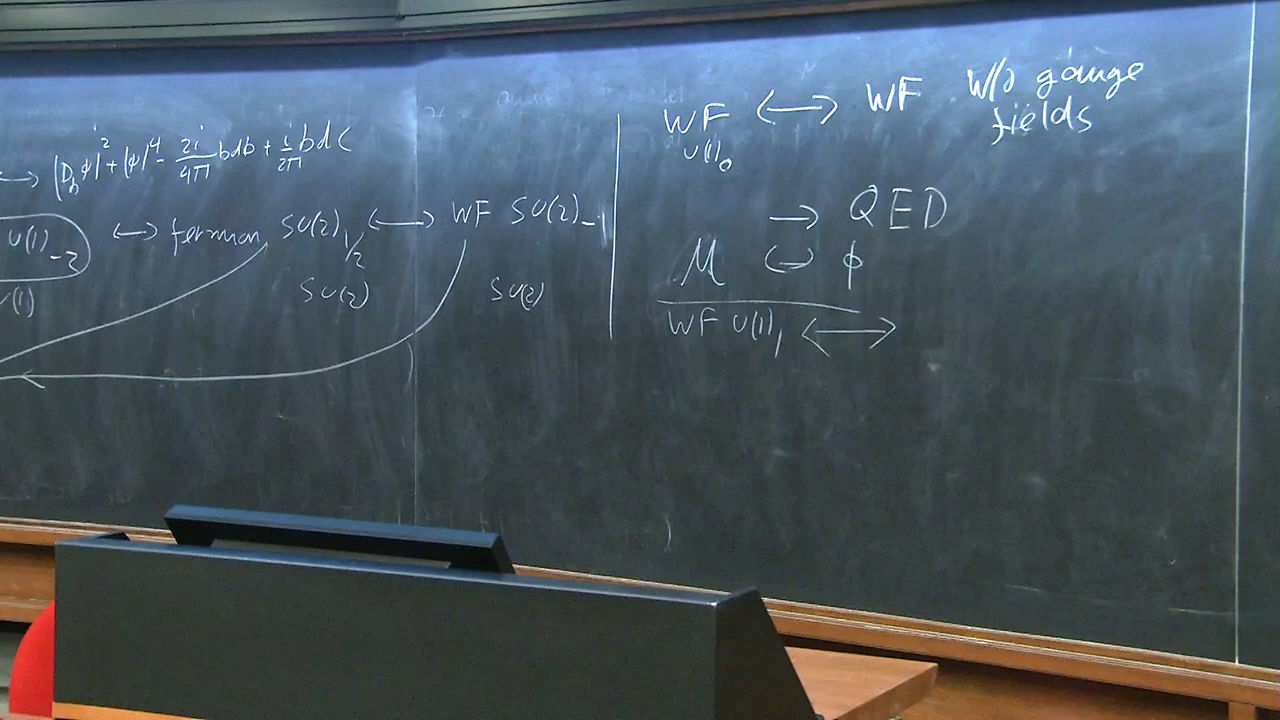 ↔ |D_b φ|² + |φ|⁴ - 2i/4π bdb + i/2π bdC
U(1)_-2 ↔ fermion SU(2)_1/2 ↔ WF SU(2)_-1
U(1) SU(2) SU(2)
WF U(1)_0 ↔ WF w/o gauge
fields
→ QED
M ↔ φ
WF U(1)_1 ↔